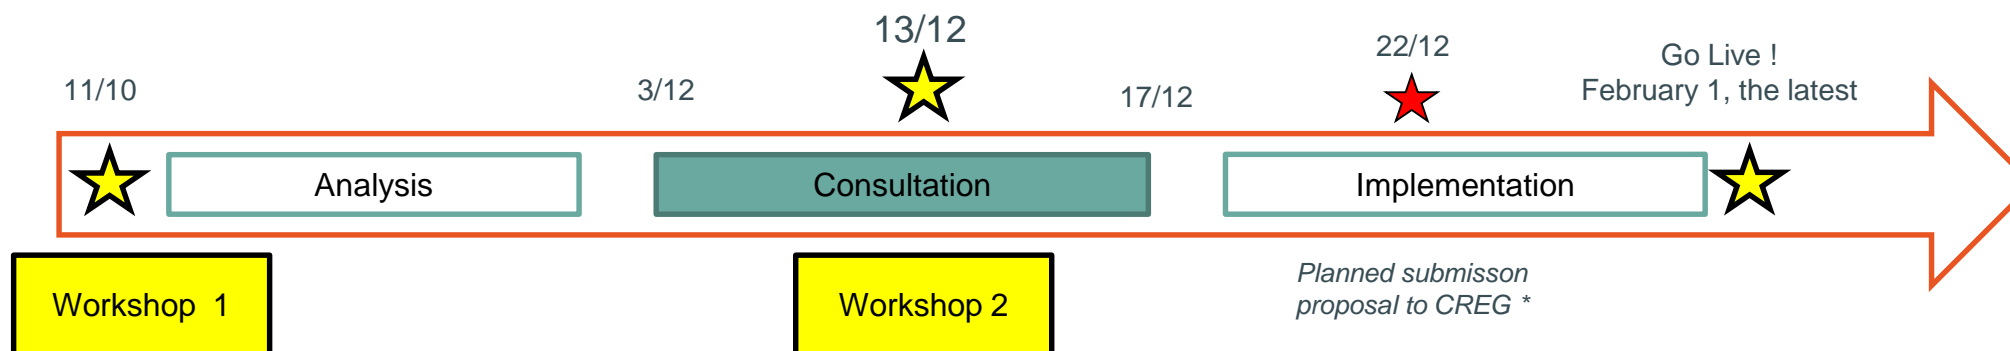 13/12
22/12
Go Live !
February 1, the latest
11/10
3/12
17/12
Analysis
Consultation
Implementation
Workshop 1
Workshop 2
Planned submisson
proposal to CREG *